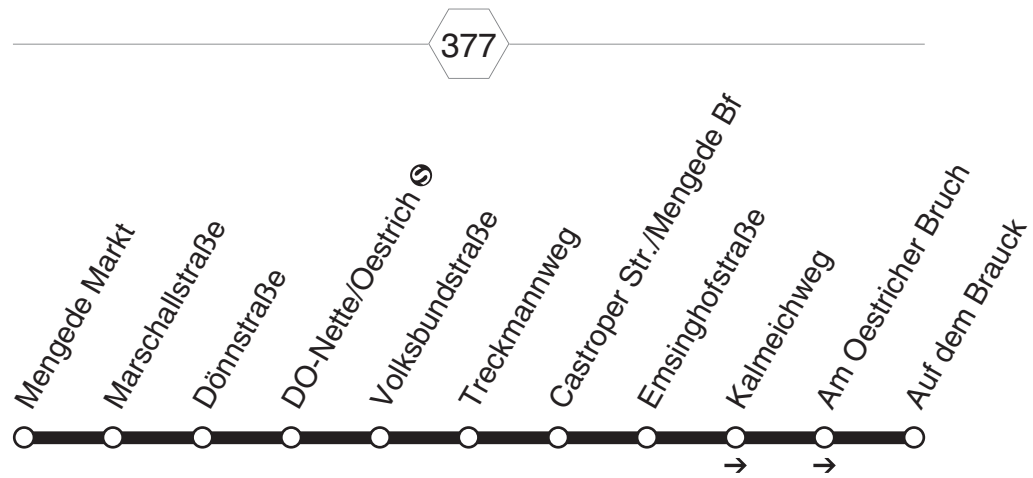 377
Mengede Markt
Marschallstraße
Dönnstraße
DO-Nette/Oestrich S
Volksbundstraße
Treckmannweg
Castroper Str./Mengede Bf
Emsinghofstraße
Kalmeichweg
Am Oestricher Bruch
Auf dem Brauck
→
→